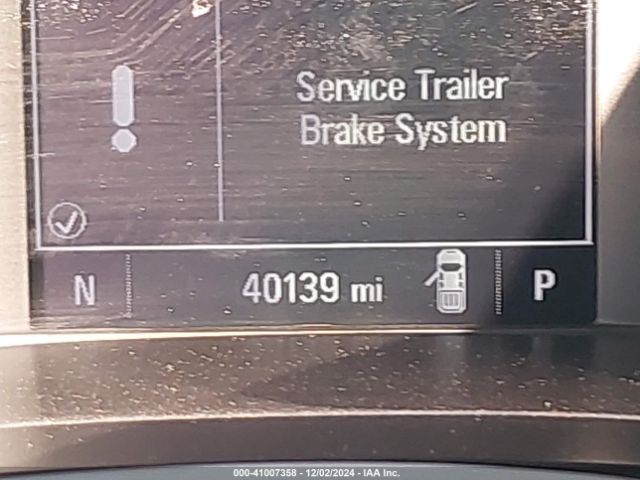 Service Trailer
Brake System
N 40139 mi P
000-41007358 - 12/02/2024 - IAA Inc.